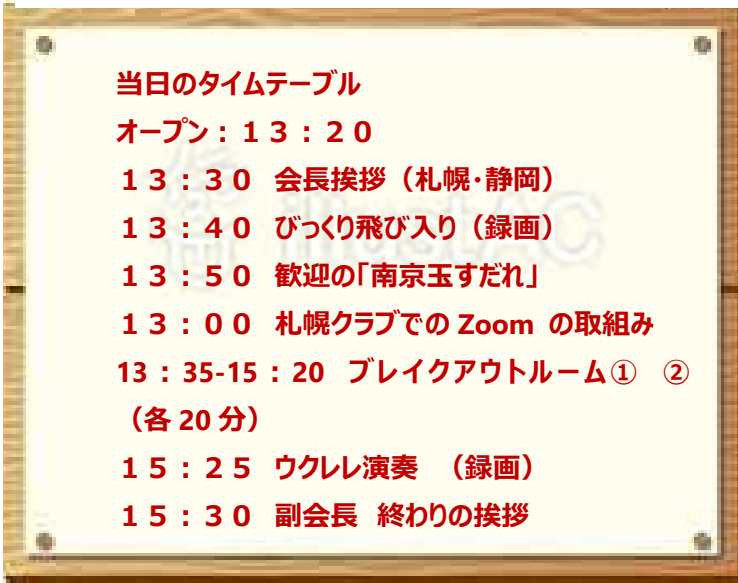 当日のタイムテーブル
オープン：１３：２０
１３：３０ 会長挨拶（札幌・静岡）
１３：４０ びっくり飛び入り（録画）
１３：５０ 歓迎の「南京玉すだれ」
１３：００ 札幌クラブでの Zoom の取組み
13：35-15：20 ブレイクアウトルーム① ②
（各 20 分）
１５：２５ ウクレレ演奏 （録画）
１５：３０ 副会長 終わりの挨拶